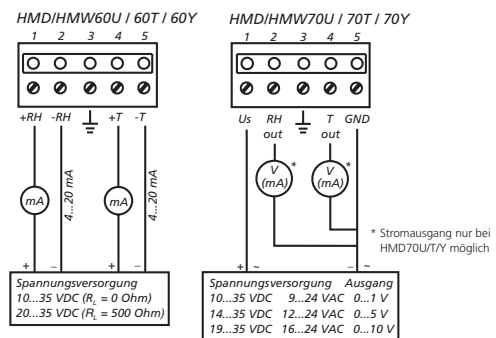 HMD/HMW60U / 60T / 60Y
1 2 3 4 5
+RH -RH +T -T
mA
4...20 mA
mA
4...20 mA
+ – + –
Spannungsversorgung
10...35 VDC (RL = 0 Ohm)
20...35 VDC (RL = 500 Ohm)
HMD/HMW70U / 70T / 70Y
1 2 3 4 5
Us RH T GND
out out
V * V *
(mA) (mA)
* Stromausgang nur bei
HMD70U/T/Y möglich
+ ~ – ~
Spannungsversorgung Ausgang
10...35 VDC 9...24 VAC 0...1 V
14...35 VDC 12...24 VAC 0...5 V
19...35 VDC 16...24 VAC 0...10 V